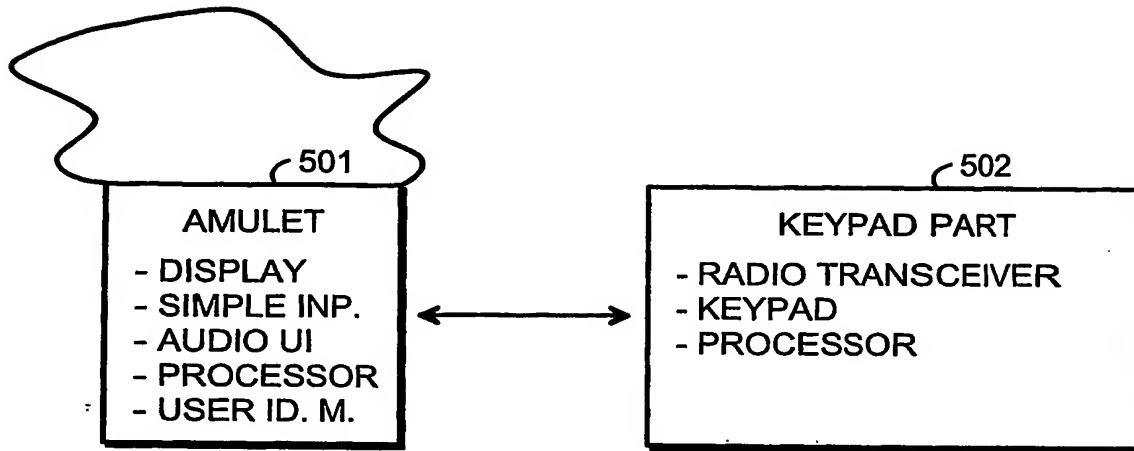 501
AMULET
- DISPLAY
- SIMPLE INP.
- AUDIO UI
- PROCESSOR
- USER ID. M.
502
KEYPAD PART
- RADIO TRANSCEIVER
- KEYPAD
- PROCESSOR